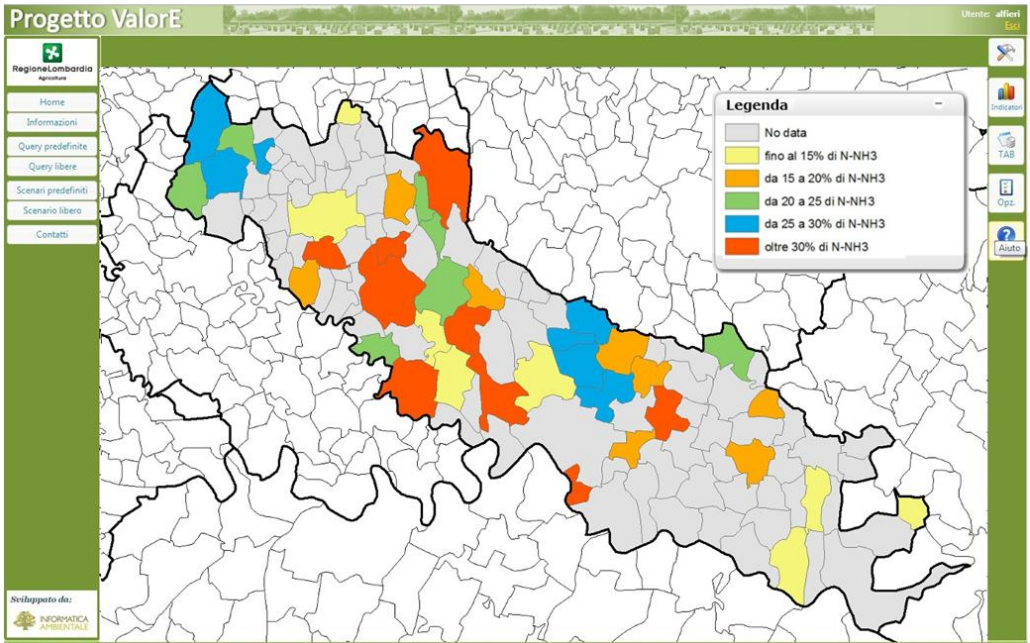 Progetto ValorE
Utente: alfieri
Esci
RegioneLombardia
Agricoltura
Home
Informazioni
Query predefinite
Query libere
Scenari predefiniti
Scenario libero
Contatti
Legenda
No data
fino al 15% di N-NH3
da 15 a 20% di N-NH3
da 20 a 25 di N-NH3
da 25 a 30% di N-NH3
oltre 30% di N-NH3
Indicatori
TAB
Opz.
Aiuto
Sviluppato da:
INFORMATICA
AMBIENTALE